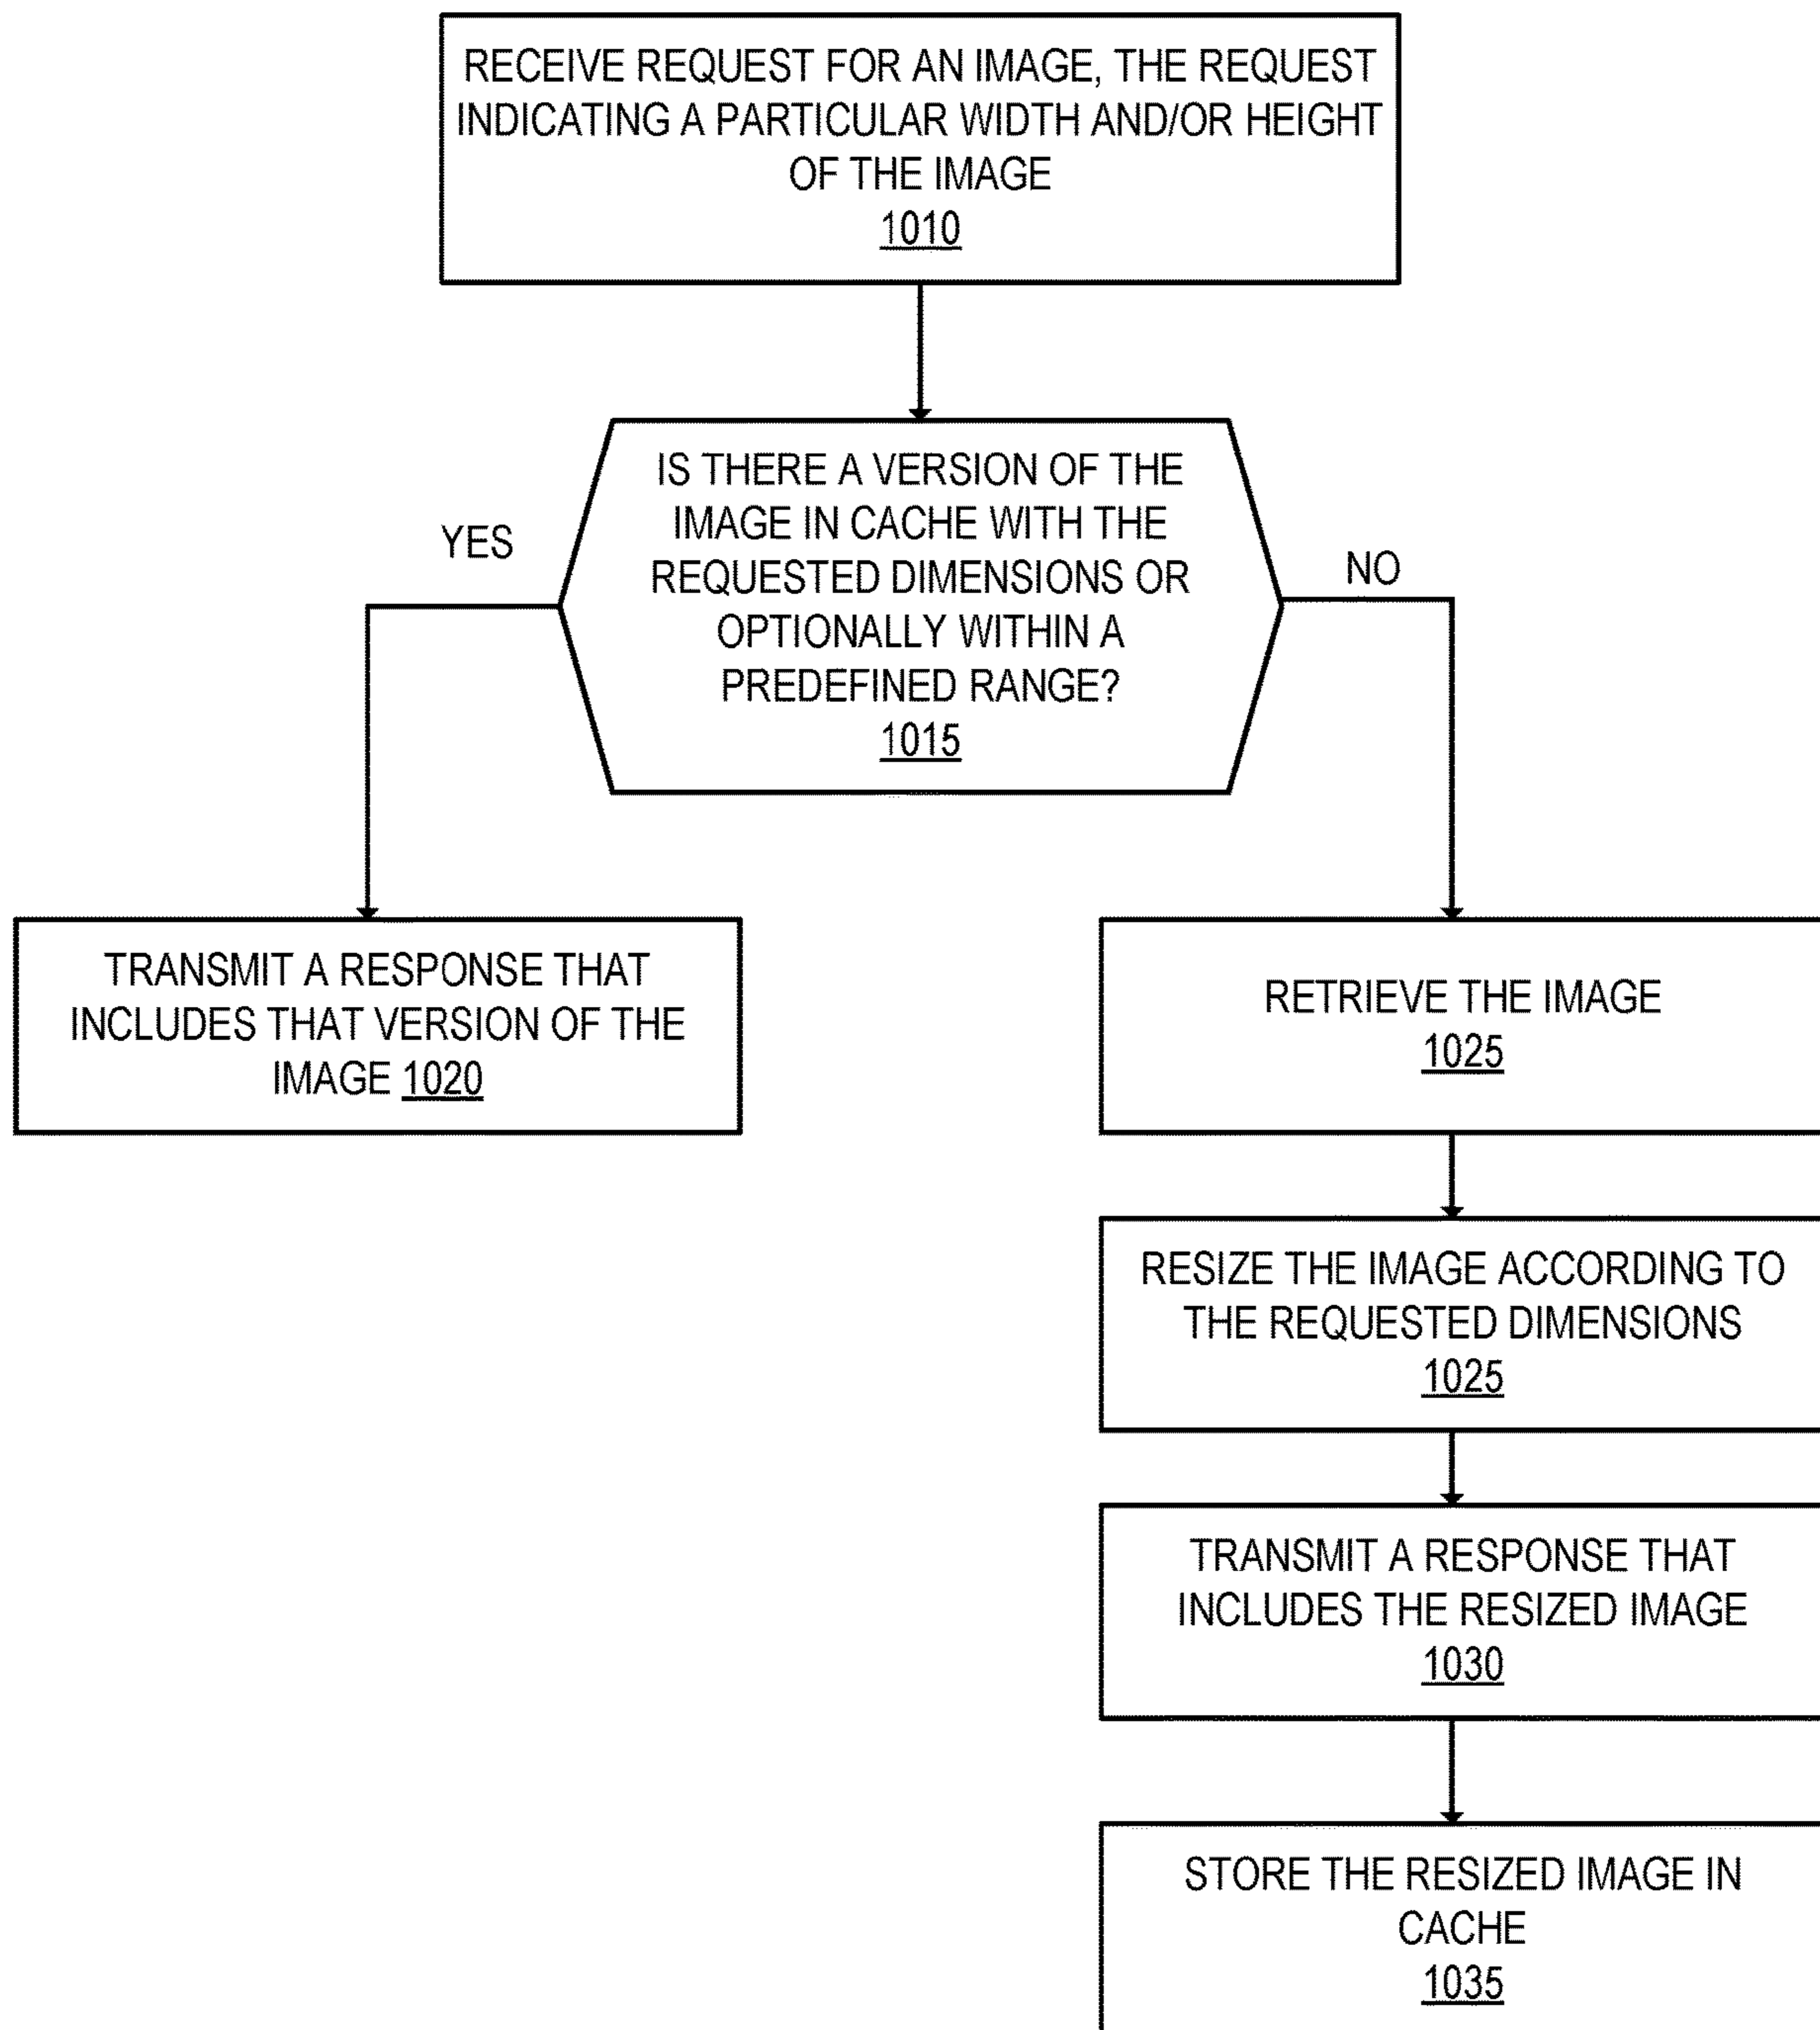 RECEIVE REQUEST FOR AN IMAGE, THE REQUEST
INDICATING A PARTICULAR WIDTH AND/OR HEIGHT
OF THE IMAGE
1010
IS THERE A VERSION OF THE
IMAGE IN CACHE WITH THE
REQUESTED DIMENSIONS OR
OPTIONALLY WITHIN A
PREDEFINED RANGE?
1015
YES
NO
TRANSMIT A RESPONSE THAT
INCLUDES THAT VERSION OF THE
IMAGE 1020
RETRIEVE THE IMAGE
1025
RESIZE THE IMAGE ACCORDING TO
THE REQUESTED DIMENSIONS
1025
TRANSMIT A RESPONSE THAT
INCLUDES THE RESIZED IMAGE
1030
STORE THE RESIZED IMAGE IN
CACHE
1035